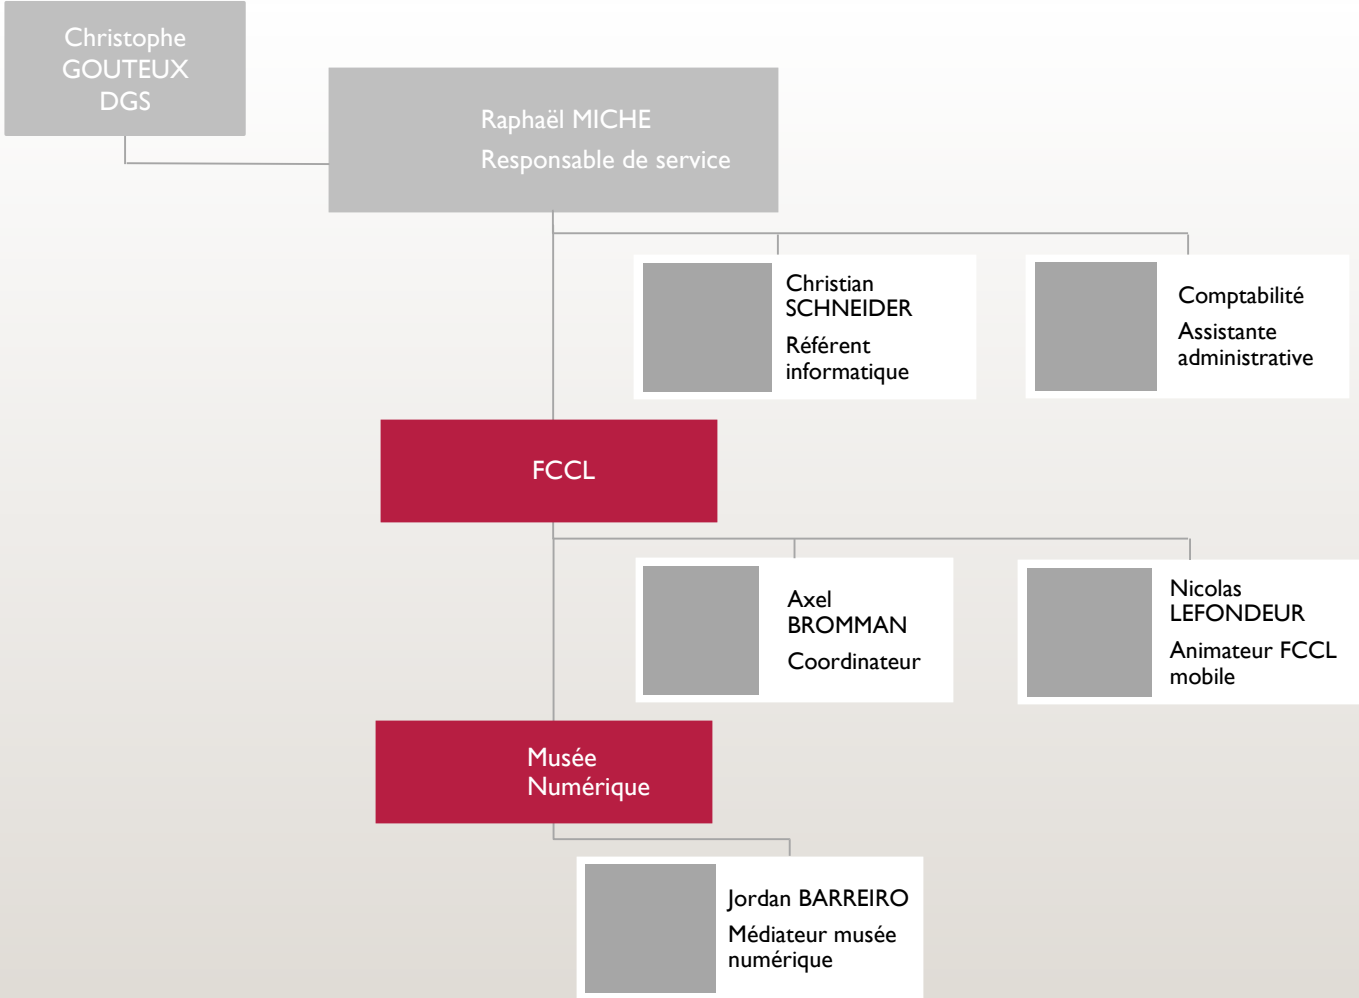 Christophe
GOUTEUX
DGS
Raphaël MICHE
Responsable de service
Christian
SCHNEIDER
Référent
informatique
Comptabilité
Assistante
administrative
FCCL
Axel
BROMMAN
Coordinateur
Nicolas
LEFONDEUR
Animateur FCCL
mobile
Musée
Numérique
Jordan BARREIRO
Médiateur musée
numérique